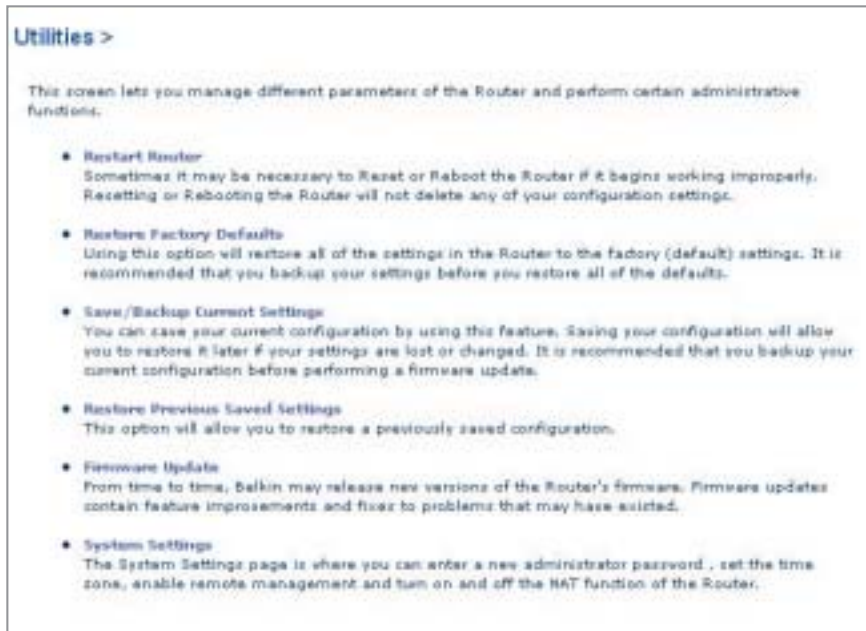 Utilities >
This screen lets you manage different parameters of the Router and perform certain administrative
functions.
Restart Router
Sometimes it may be necessary to Reset or Reboot the Router if it begins working improperly.
Resetting or Rebooting the Router will not delete any of your configuration settings.
Restore Factory Defaults
Using this option will restore all of the settings in the Router to the factory (default) settings. It is
recommended that you backup your settings before you restore all of the defaults.
Save/Backup Current Settings
You can save your current configuration by using this feature. Saving your configuration will allow
you to restore it later if your settings are lost or changed. It is recommended that you backup your
current configuration before performing a firmware update.
Restore Previous Saved Settings
This option will allow you to restore a previously saved configuration.
Firmware Update
From time to time, Belkin may release new versions of the Router's firmware. Firmware updates
contain feature improvements and fixes to problems that may have existed.
System Settings
The System Settings page is where you can enter a new administrator password , set the time
zone, enable remote management and turn on and off the NAT function of the Router.